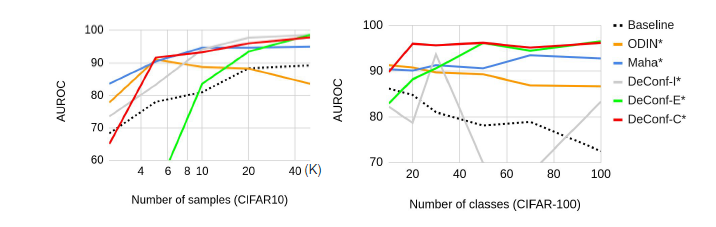 100
90
80
70
60
AUROC
4 6 8 10 20 40 (K)
Number of samples (CIFAR10)
100
90
80
70
AUROC
20 40 60 80 100
Number of classes (CIFAR-100)
Baseline
ODIN*
Maha*
DeConf-I*
DeConf-E*
DeConf-C*